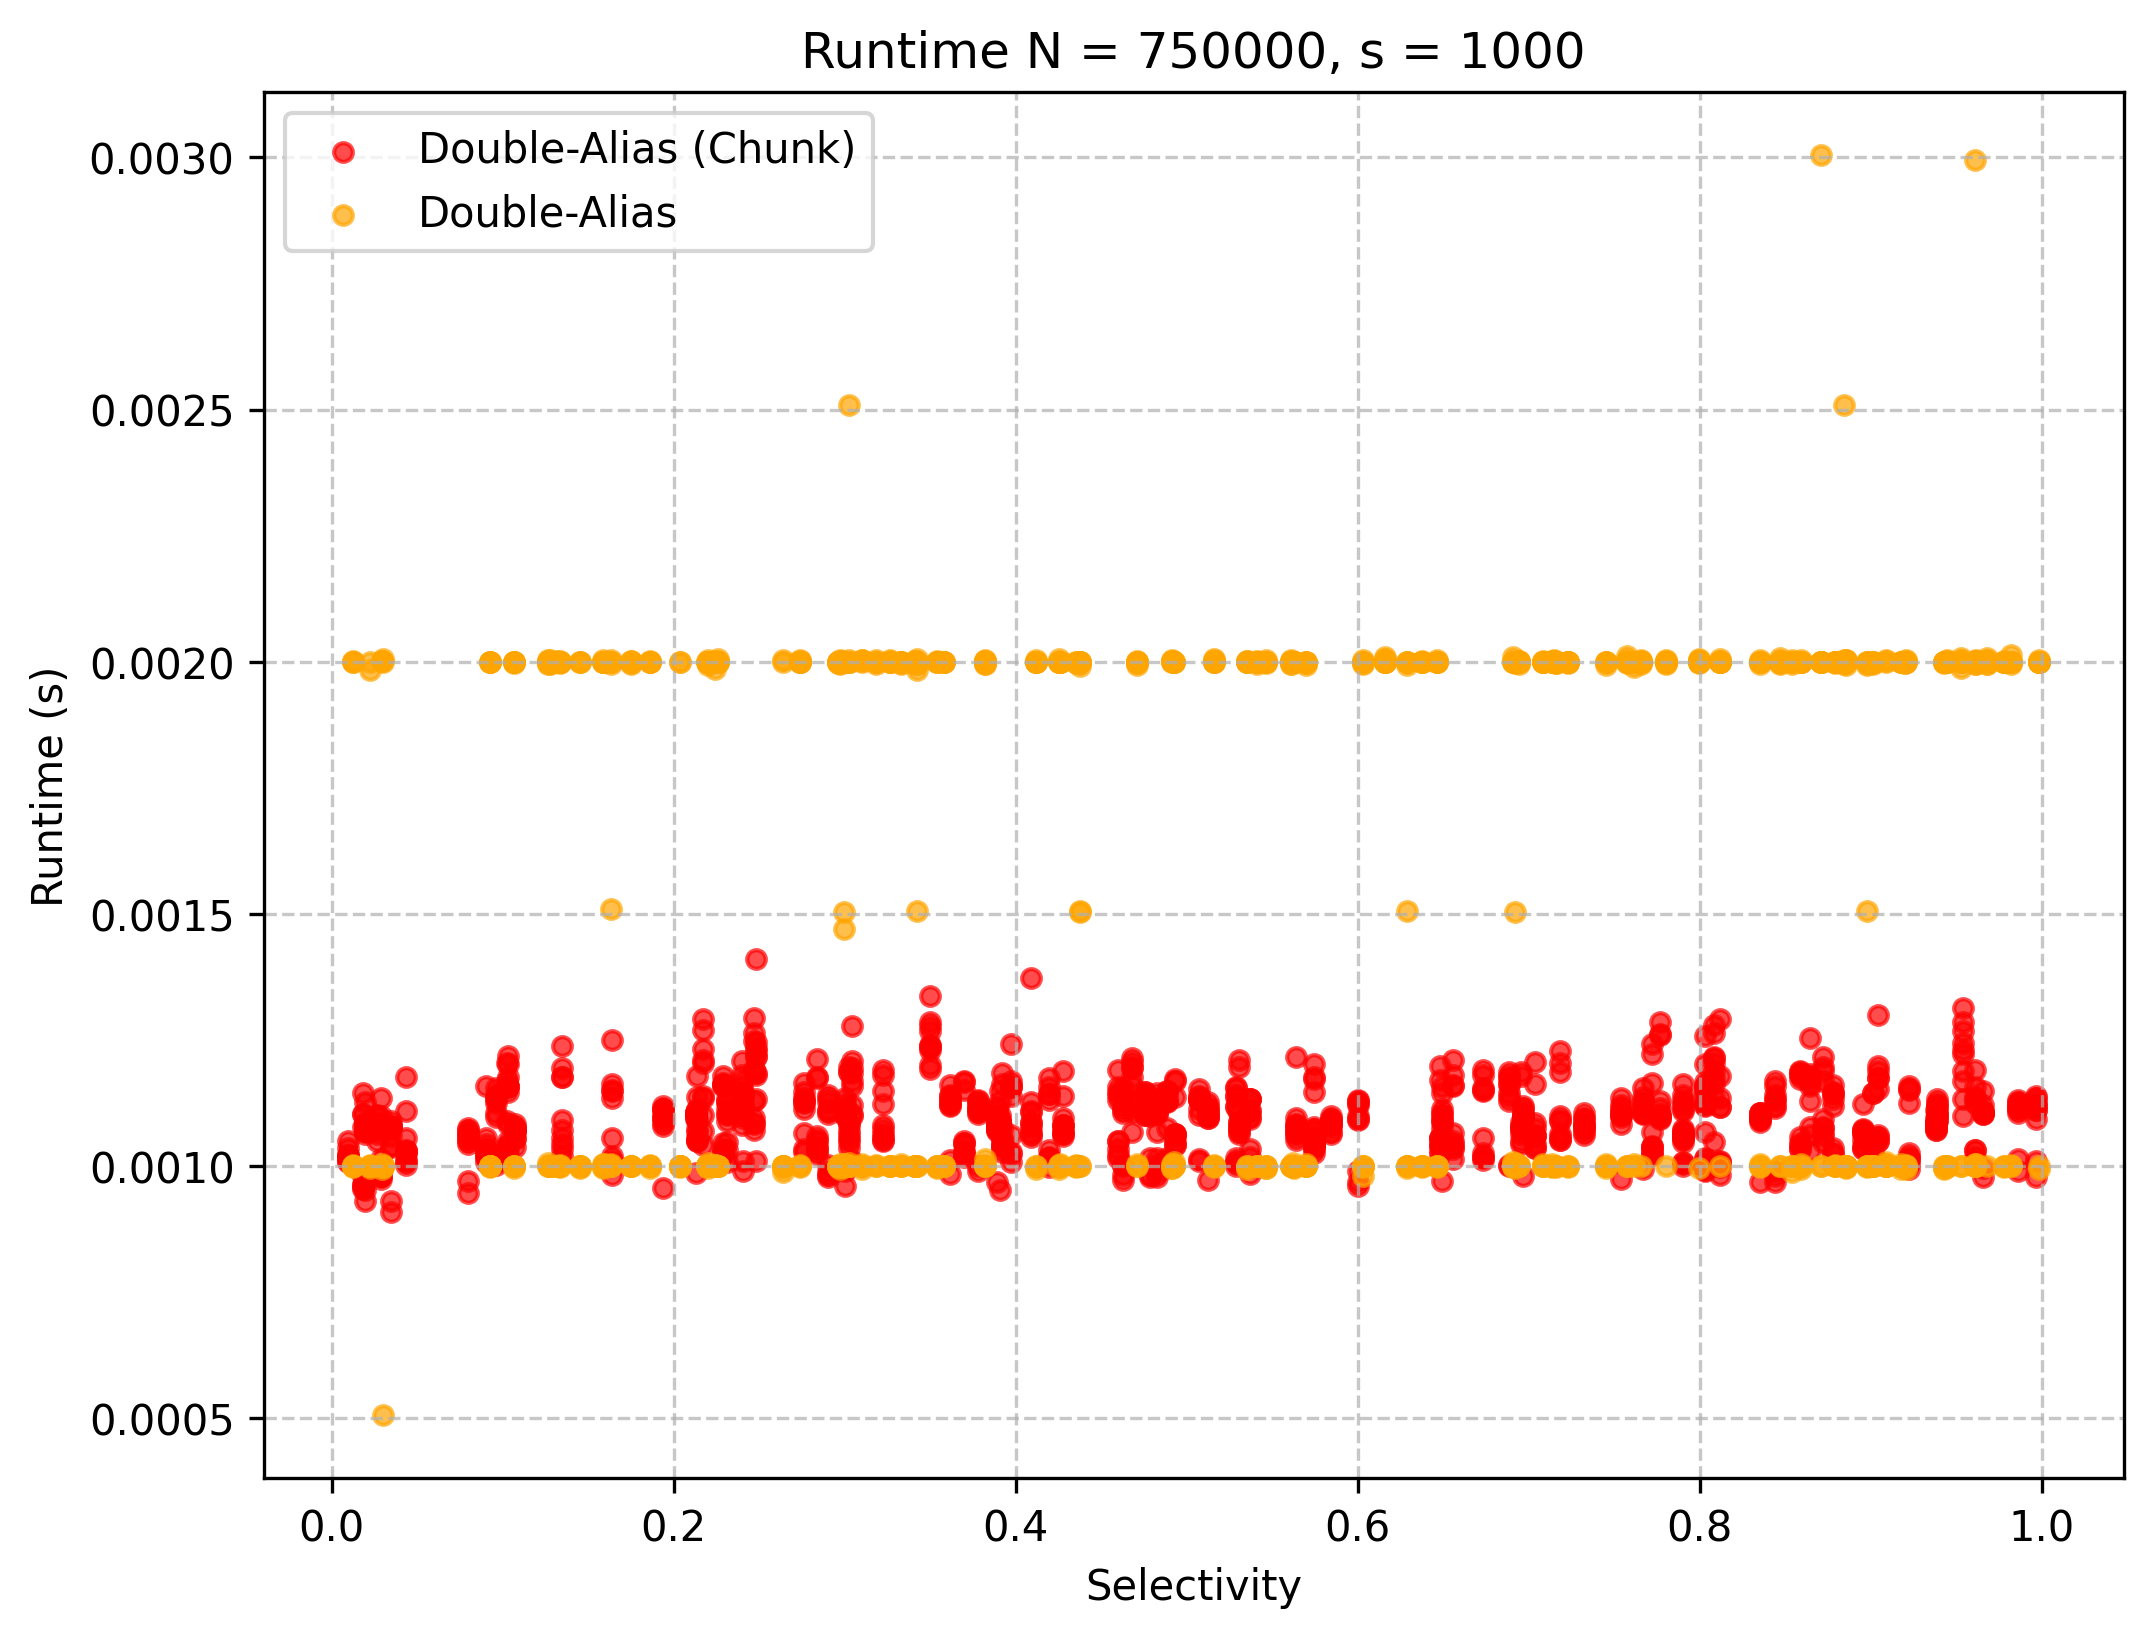 Runtime N = 750000, s = 1000
Double-Alias (Chunk)
Double-Alias
Runtime (s)
0.0030
0.0025
0.0020
0.0015
0.0010
0.0005
0.0 0.2 0.4 0.6 0.8 1.0
Selectivity